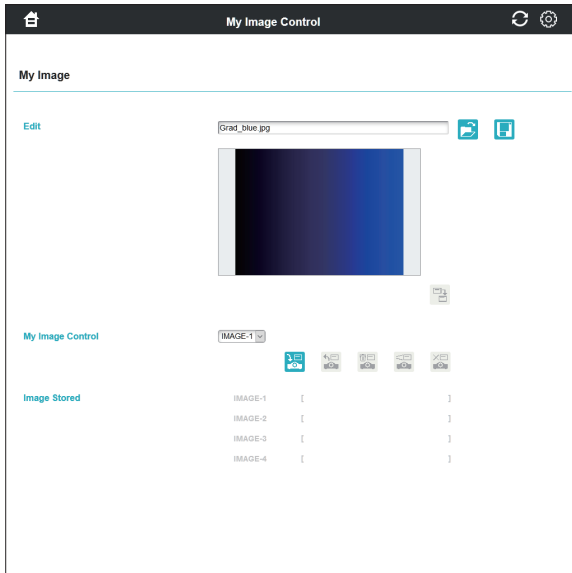 My Image Control
My Image
Edit
Grad_blue.jpg
My Image Control
IMAGE-1
Image Stored
IMAGE-1 [ ]
IMAGE-2 [ ]
IMAGE-3 [ ]
IMAGE-4 [ ]